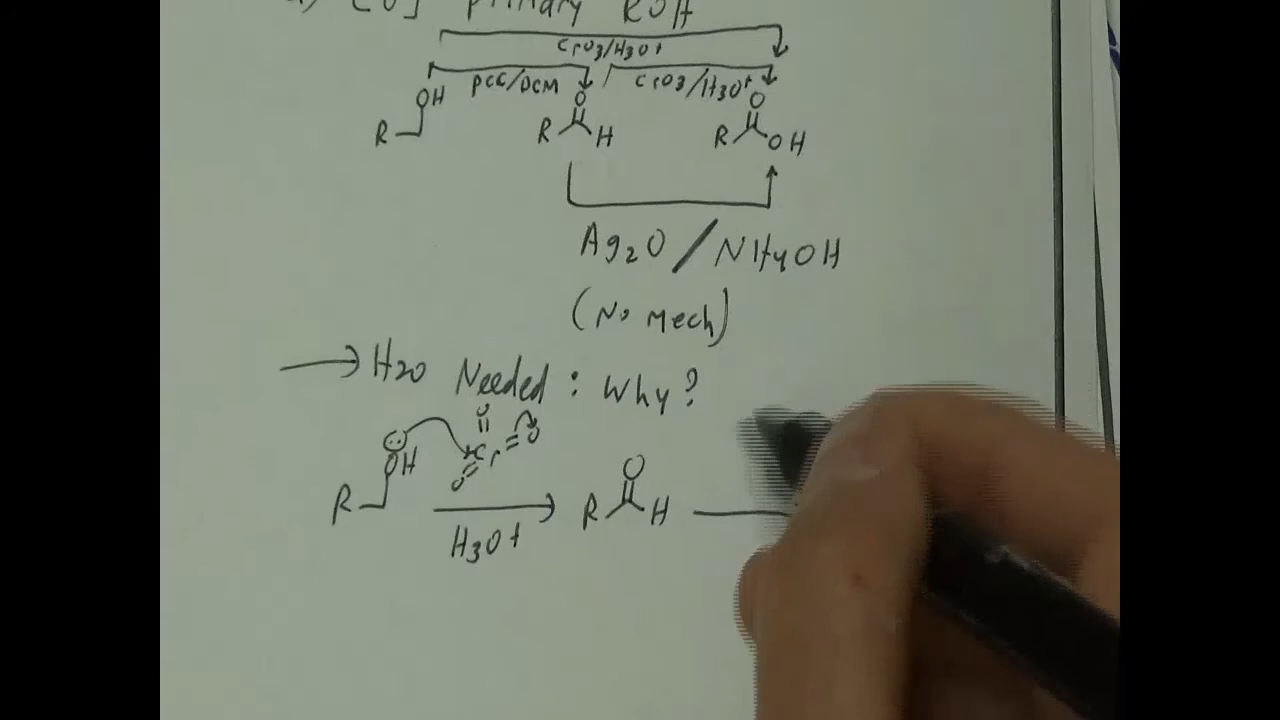 [O] primary ROH
CrO3/H3O+
PCC/DCM CrO3/H3O+
OH O O
R R H R OH
Ag2O / NH4OH
(No mech)
→ H2O Needed : Why?
O
:
OH Cr O
O
R R O H
H3O+